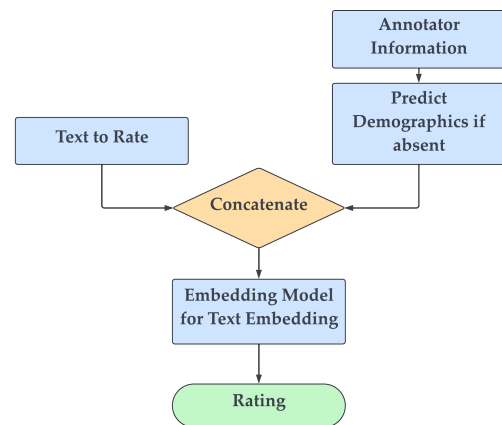 Annotator
Information
Predict
Demographics if
absent
Text to Rate
Concatenate
Embedding Model
for Text Embedding
Rating